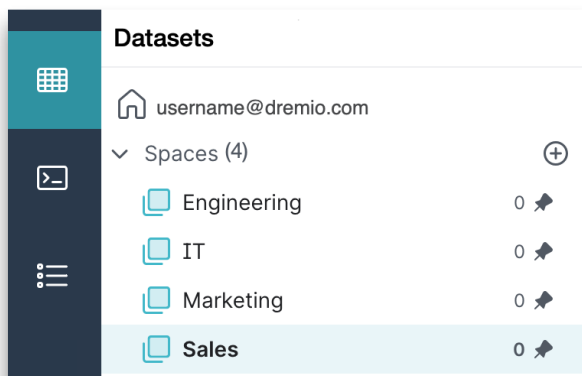 Datasets
username@dremio.com
Spaces (4)
Engineering 0
IT 0
Marketing 0
Sales 0